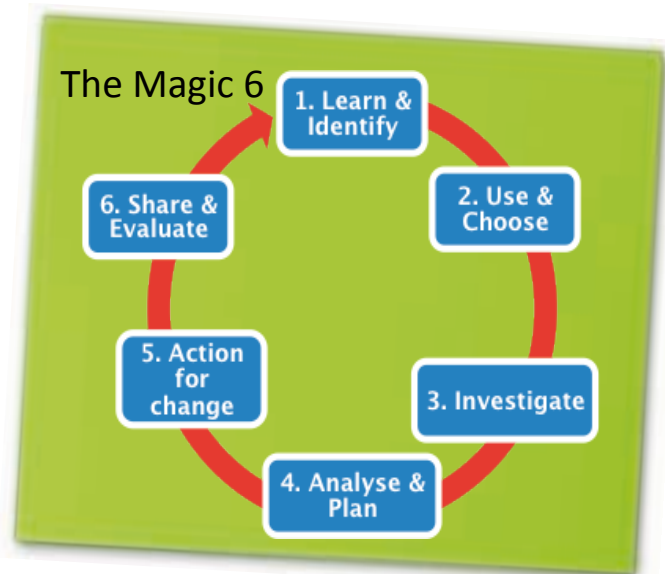 The Magic 6
1. Learn &
Identify
2. Use &
Choose
3. Investigate
4. Analyse &
Plan
5. Action
for
change
6. Share &
Evaluate